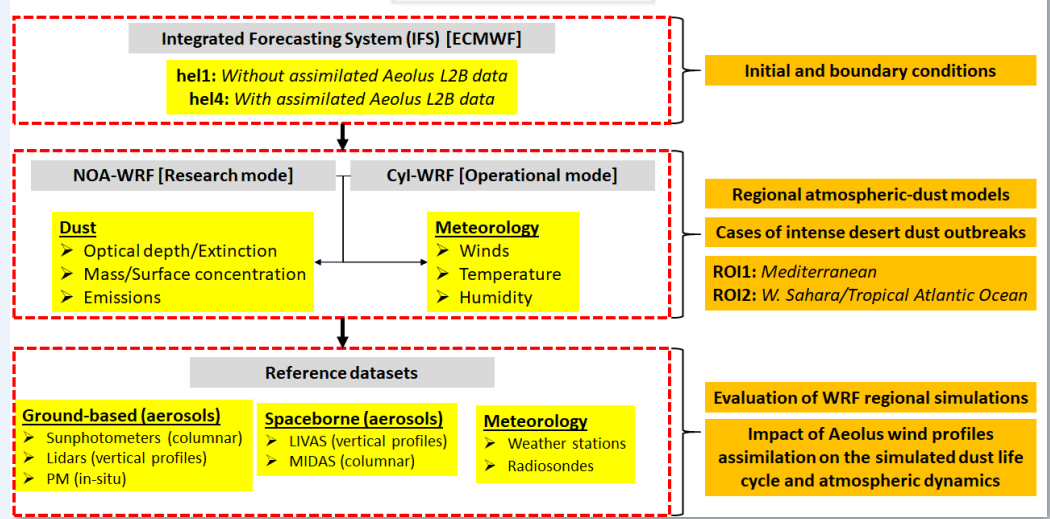 Integrated Forecasting System (IFS) [ECMWF]
hel1: Without assimilated Aeolus L2B data
hel4: With assimilated Aeolus L2B data
Initial and boundary conditions
NOA-WRF [Research mode]
CyI-WRF [Operational mode]
Dust
➢ Optical depth/Extinction
➢ Mass/Surface concentration
➢ Emissions
Meteorology
➢ Winds
➢ Temperature
➢ Humidity
Regional atmospheric-dust models
Cases of intense desert dust outbreaks
ROI1: Mediterranean
ROI2: W. Sahara/Tropical Atlantic Ocean
Reference datasets
Ground-based (aerosols)
➢ Sunphotometers (columnar)
➢ Lidars (vertical profiles)
➢ PM (in-situ)
Spaceborne (aerosols)
➢ LIVAS (vertical profiles)
➢ MIDAS (columnar)
Meteorology
➢ Weather stations
➢ Radiosondes
Evaluation of WRF regional simulations
Impact of Aeolus wind profiles
assimilation on the simulated dust life
cycle and atmospheric dynamics